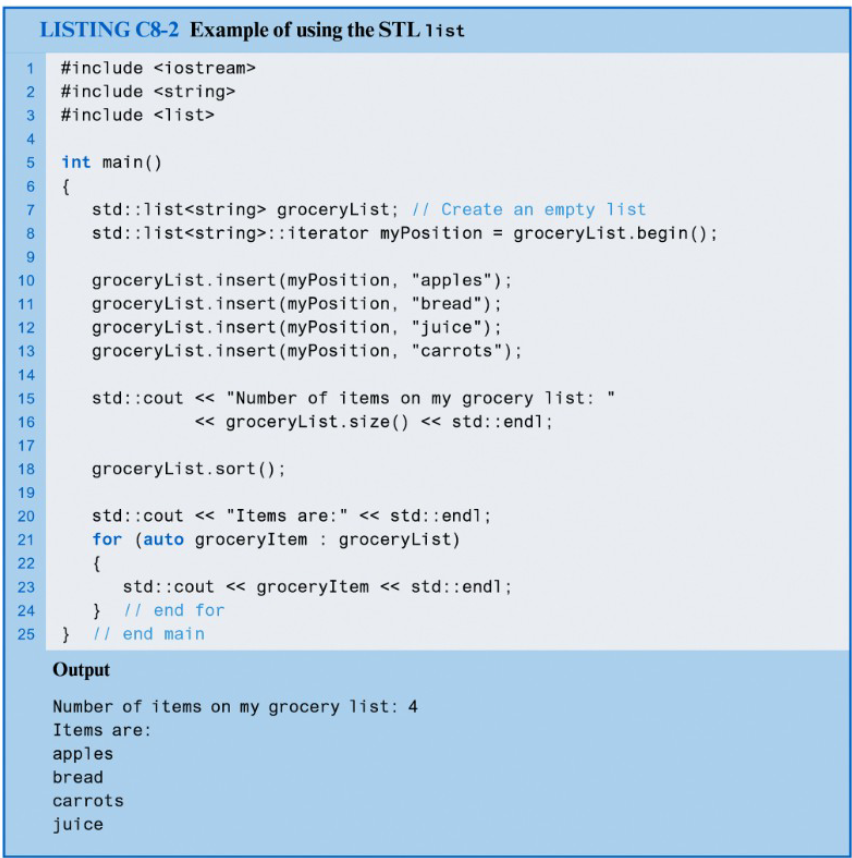 LISTING C8-2 Example of using the STL list
1 #include <iostream>
2 #include <string>
3 #include <list>
4
5 int main()
6 {
7 std::list<string> groceryList; // Create an empty list
8 std::list<string>::iterator myPosition = groceryList.begin();
9
10 groceryList.insert(myPosition, "apples");
11 groceryList.insert(myPosition, "bread");
12 groceryList.insert(myPosition, "juice");
13 groceryList.insert(myPosition, "carrots");
14
15 std::cout << "Number of items on my grocery list: "
16 << groceryList.size() << std::endl;
17
18 groceryList.sort();
19
20 std::cout << "Items are:" << std::endl;
21 for (auto groceryItem : groceryList)
22 {
23 std::cout << groceryItem << std::endl;
24 } // end for
25 } // end main
Output
Number of items on my grocery list: 4
Items are:
apples
bread
carrots
juice